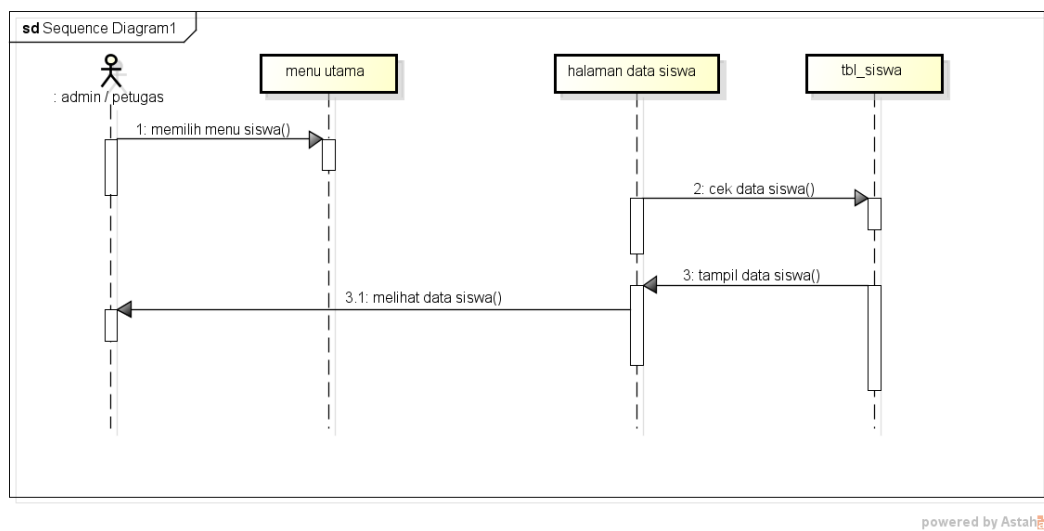 sd Sequence Diagram1
: admin / petugas
menu utama
halaman data siswa
tbl_siswa
1: memilih menu siswa()
2: cek data siswa()
3: tampil data siswa()
3.1: melihat data siswa()
powered by Astah